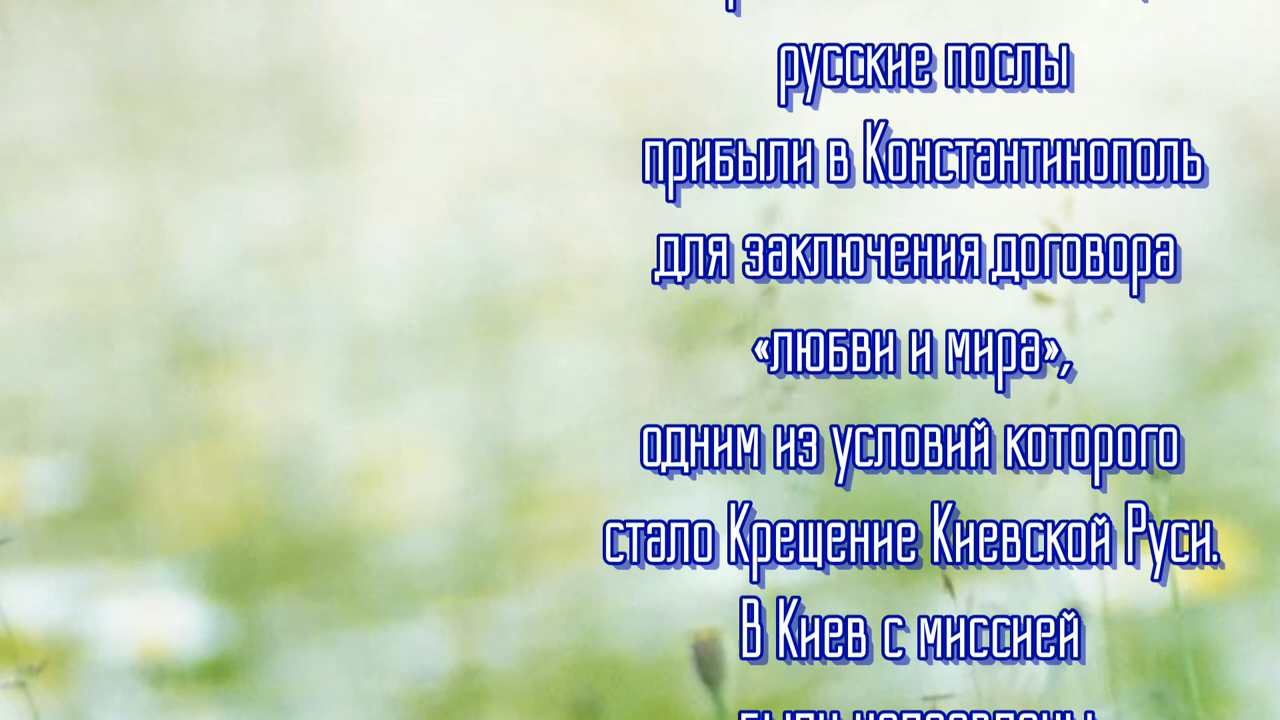 русские послы
прибыли в Константинополь
для заключения договора
«любви и мира»,
одним из условий которого
стало Крещение Киевской Руси.
В Киев с миссией